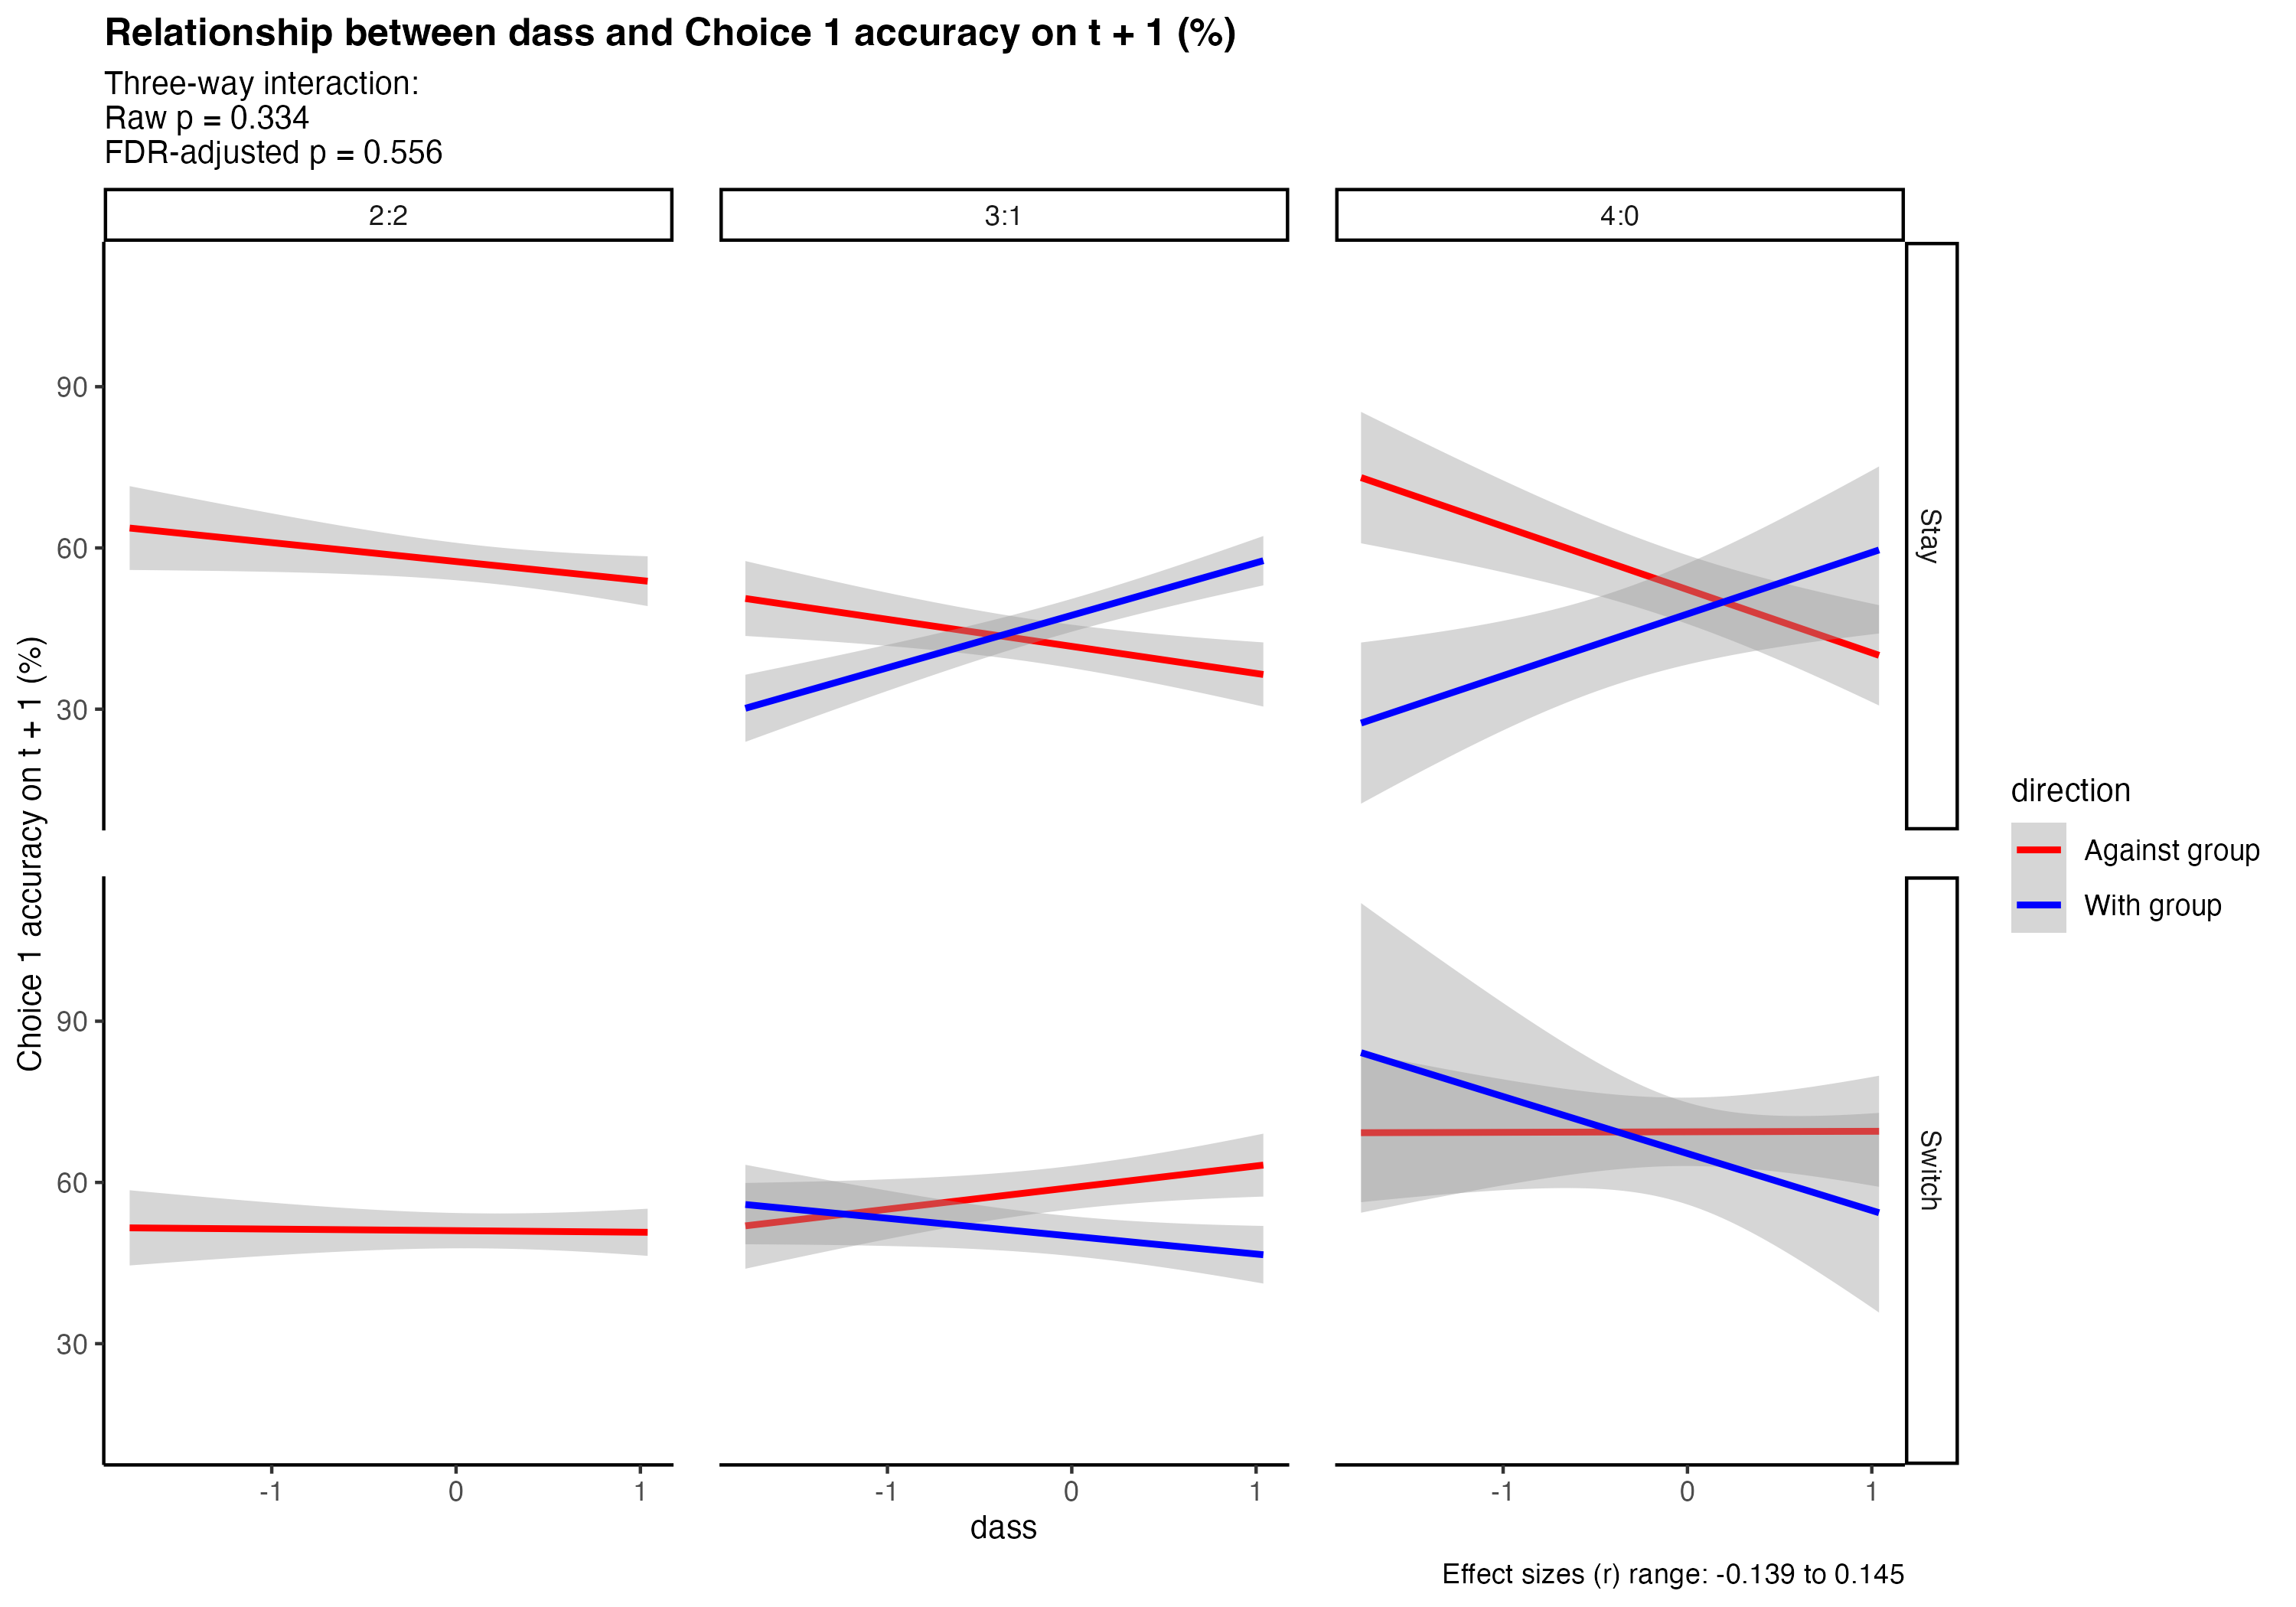 Relationship between dass and Choice 1 accuracy on t + 1 (%)
Three-way interaction:
Raw p = 0.334
FDR-adjusted p = 0.556
2:2
3:1
4:0
90
60
30
Stay
90
60
30
Switch
Choice 1 accuracy on t + 1 (%)
-1
0
1
-1
0
1
-1
0
1
dass
direction
Against group
With group
Effect sizes (r) range: -0.139 to 0.145